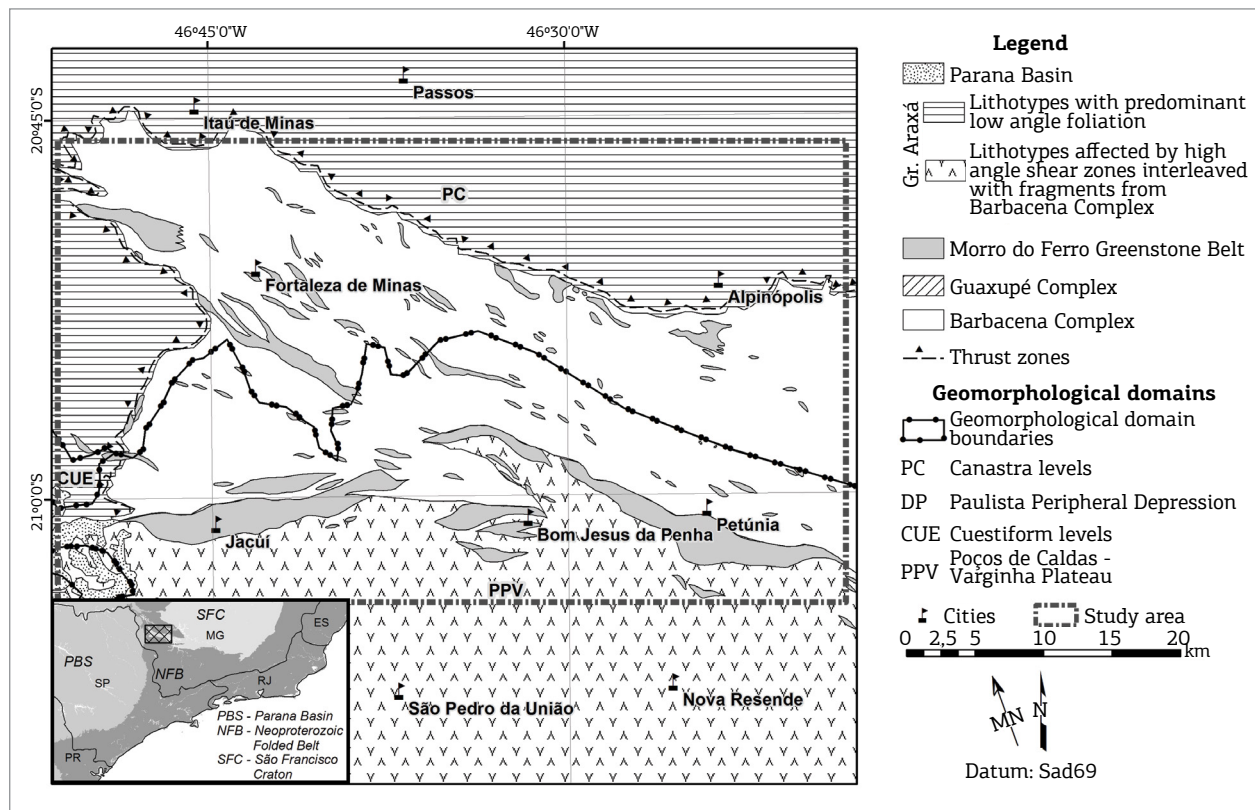 46°45'0"W
46°30'0"W
20°45'0"S
21°0'0"S
Passos
Itaú de Minas
PC
Fortaleza de Minas
Alpinópolis
CUE
Jacuí
Bom Jesus da Penha
Petúnia
PPV
São Pedro da União
Nova Resende
SFC
MG
ES
PBS
SP
NFB
RJ
PR
PBS - Parana Basin
NFB - Neoproterozoic
Folded Belt
SFC - São Francisco
Craton
Legend
Parana Basin
Gr. Araxá
Lithotypes with predominant
low angle foliation
Lithotypes affected by high
angle shear zones interleaved
with fragments from
Barbacena Complex
Morro do Ferro Greenstone Belt
Guaxupé Complex
Barbacena Complex
Thrust zones
Geomorphological domains
Geomorphological domain
boundaries
PC Canastra levels
DP Paulista Peripheral Depression
CUE Cuestiform levels
PPV Poços de Caldas -
Varginha Plateau
Cities
Study area
0 2,5 5 10 15 20
km
MN N
Datum: Sad69